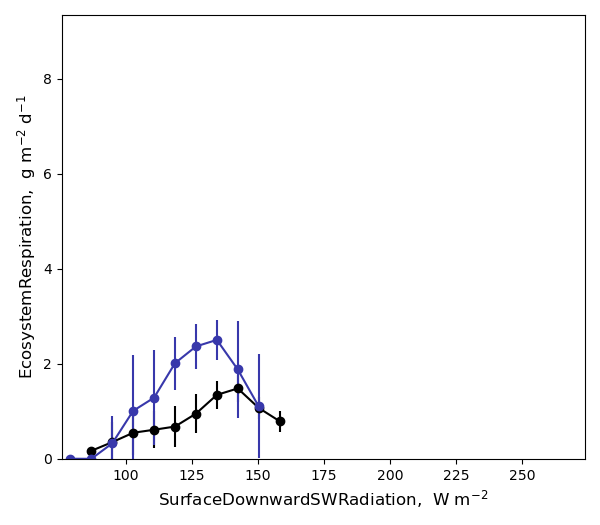 8
6
4
2
0
EcosystemRespiration, g m⁻² d⁻¹
100 125 150 175 200 225 250
SurfaceDownwardSWRadiation, W m⁻²